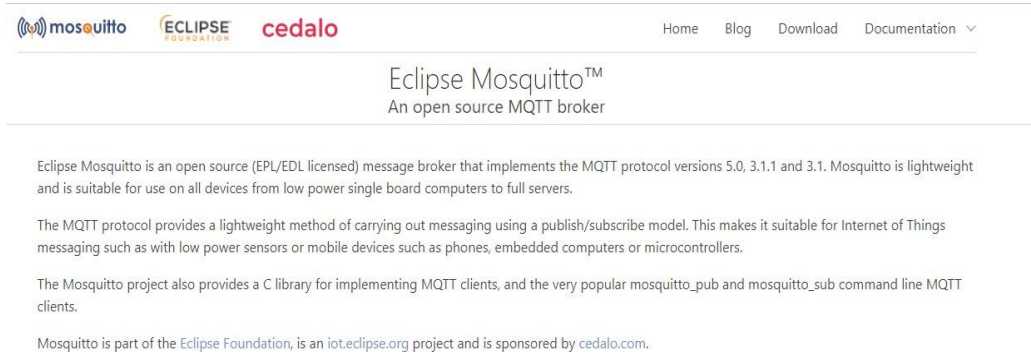 mosquitto ECLIPSE FOUNDATION cedalo Home Blog Download Documentation
Eclipse Mosquitto™
An open source MQTT broker
Eclipse Mosquitto is an open source (EPL/EDL licensed) message broker that implements the MQTT protocol versions 5.0, 3.1.1 and 3.1. Mosquitto is lightweight
and is suitable for use on all devices from low power single board computers to full servers.
The MQTT protocol provides a lightweight method of carrying out messaging using a publish/subscribe model. This makes it suitable for Internet of Things
messaging such as with low power sensors or mobile devices such as phones, embedded computers or microcontrollers.
The Mosquitto project also provides a C library for implementing MQTT clients, and the very popular mosquitto_pub and mosquitto_sub command line MQTT
clients.
Mosquitto is part of the Eclipse Foundation, is an iot.eclipse.org project and is sponsored by cedalo.com.